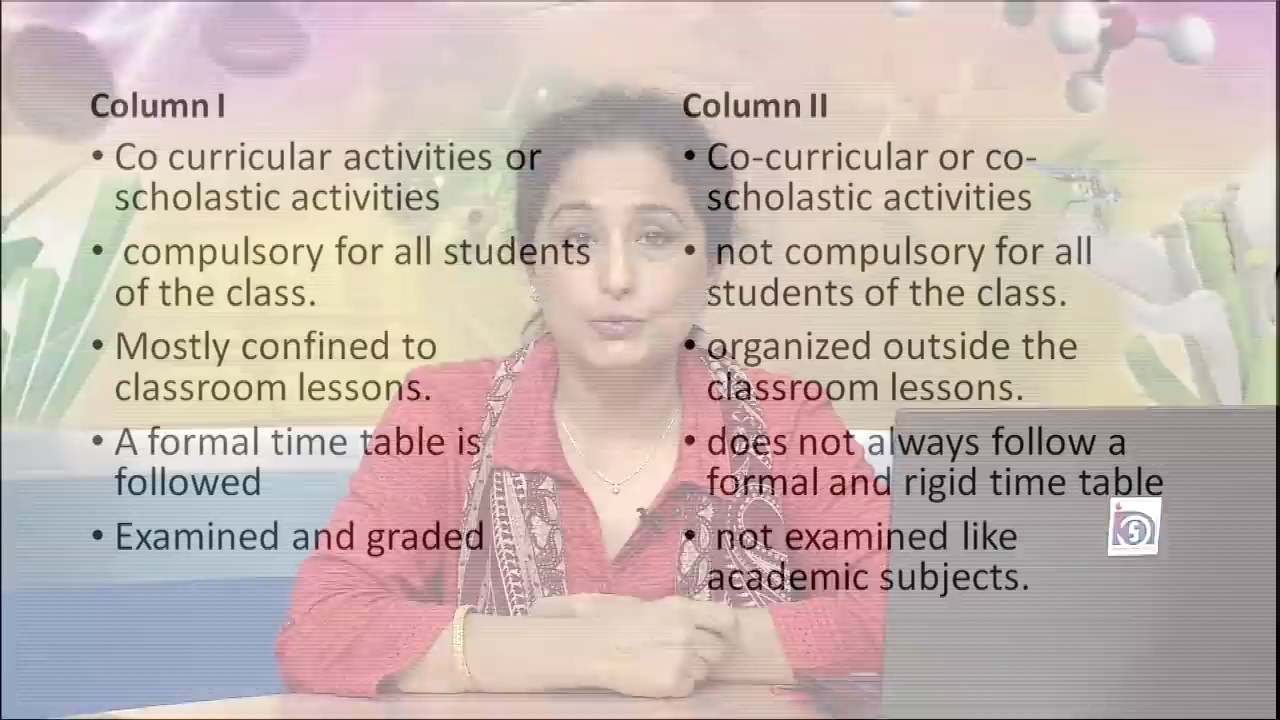 Column I
• Co curricular activities or
scholastic activities
• compulsory for all students
of the class.
• Mostly confined to
classroom lessons.
• A formal time table is
followed
• Examined and graded
Column II
• Co-curricular or co-
scholastic activities
• not compulsory for all
students of the class.
• organized outside the
classroom lessons.
• does not always follow a
formal and rigid time table
• not examined like
academic subjects.